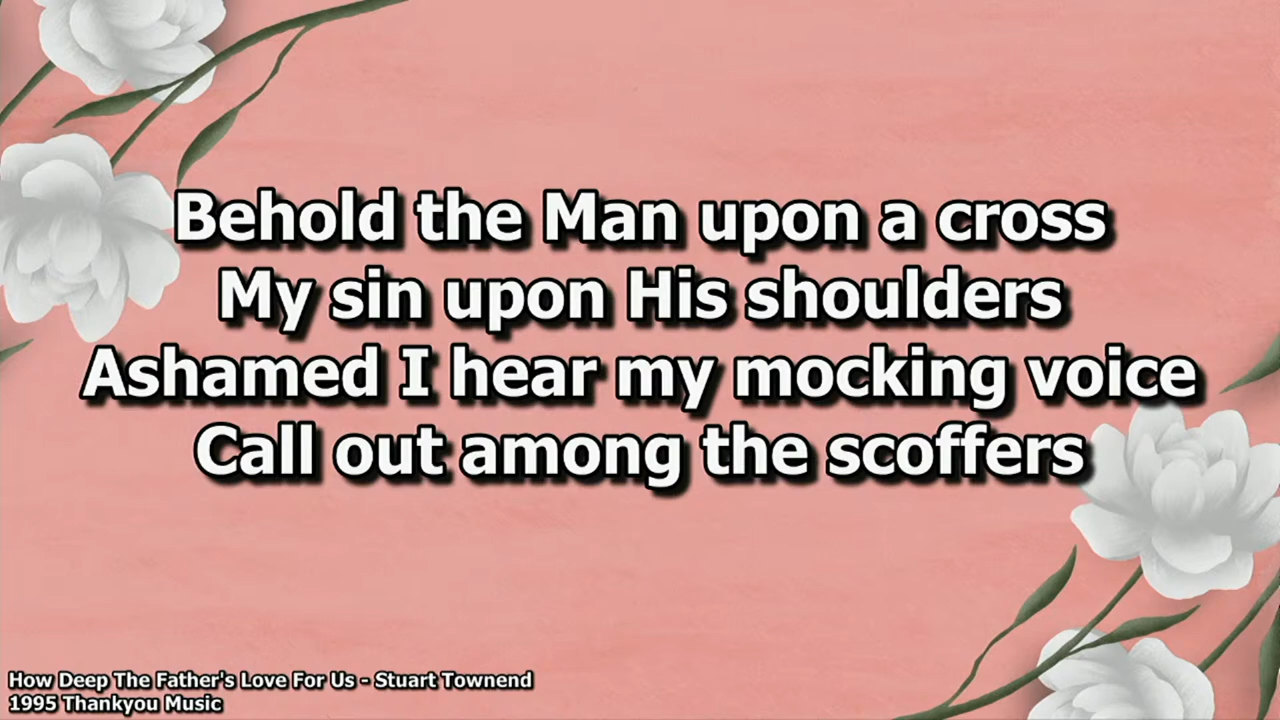 Behold the Man upon a cross
My sin upon His shoulders
Ashamed I hear my mocking voice
Call out among the scoffers
How Deep The Father's Love For Us - Stuart Townend
1995 Thankyou Music